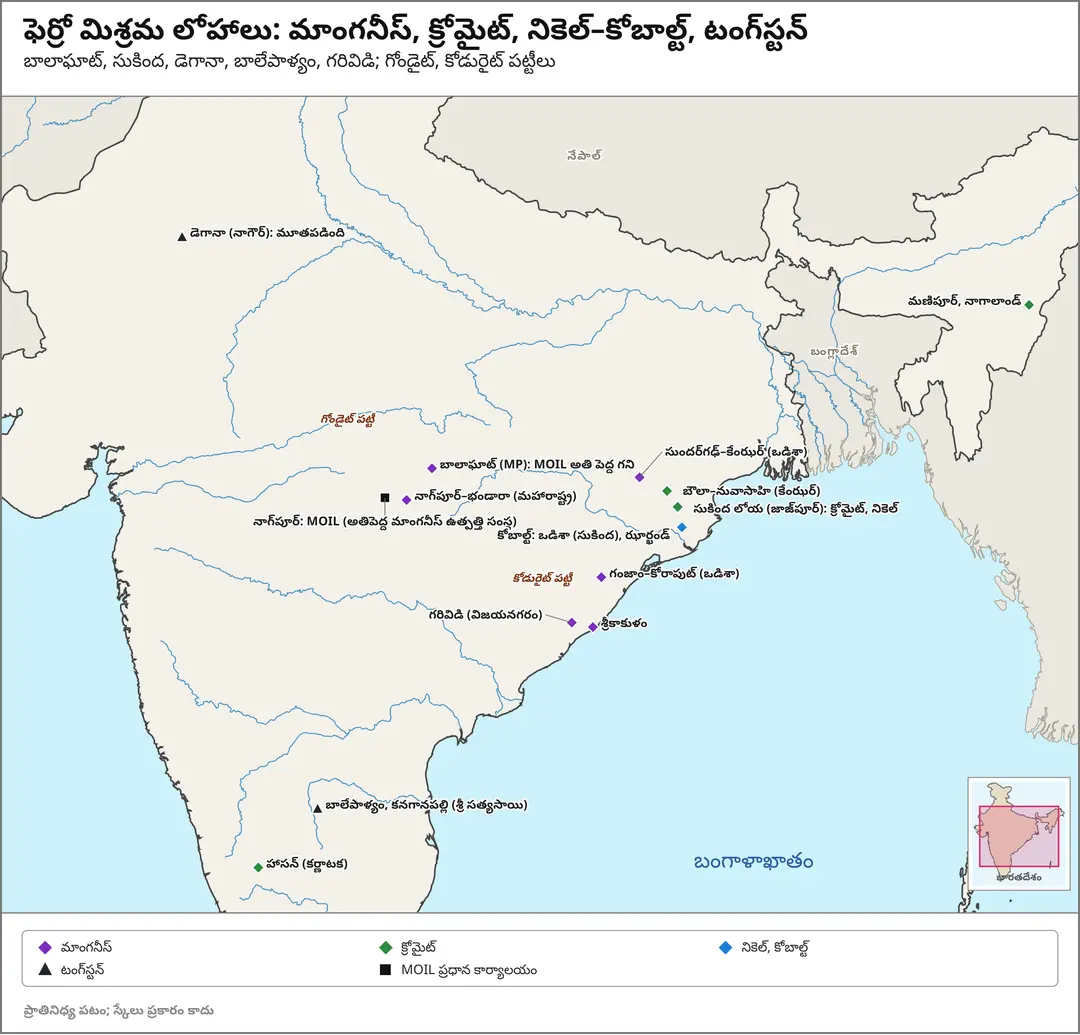 ఫెర్రో మిశ్రమ లోహాలు: మాంగనీస్, క్రోమైట్, నికెల్–కోబాల్ట్, టంగ్‌స్టన్
బాలాఘాట్, సుకింద, డెగానా, బాలేపాళ్యం, గరివిడి; గోండైట్, కోడురైట్ పట్టీలు
నేపాల్
డెగానా (నాగౌర్): మూతపడింది
మణిపూర్, నాగాలాండ్
బంగ్లాదేశ్
గోండైట్ పట్టీ
సుందర్‌గఢ్–కేంఝర్ (ఒడిశా)
బాలాఘాట్ (MP): MOIL అతి పెద్ద గని
బౌలా–నువాసాహి (కేంఝర్)
నాగ్‌పూర్–భండారా (మహారాష్ట్ర)
సుకింద లోయ (జాజ్‌పూర్): క్రోమైట్, నికెల్
నాగ్‌పూర్: MOIL (అతిపెద్ద మాంగనీస్ ఉత్పత్తి సంస్థ)
కోబాల్ట్: ఒడిశా (సుకింద), ఝార్ఖండ్
కోడురైట్ పట్టీ
గంజాం–కోరాపుట్ (ఒడిశా)
గరివిడి (విజయనగరం)
శ్రీకాకుళం
బాలేపాళ్యం, కనగానపల్లి (శ్రీ సత్యసాయి)
హాసన్ (కర్ణాటక)
బంగాళాఖాతం
భారతదేశం
మాంగనీస్
క్రోమైట్
నికెల్, కోబాల్ట్
టంగ్‌స్టన్
MOIL ప్రధాన కార్యాలయం
ప్రాతినిధ్య పటం; స్కేలు ప్రకారం కాదు